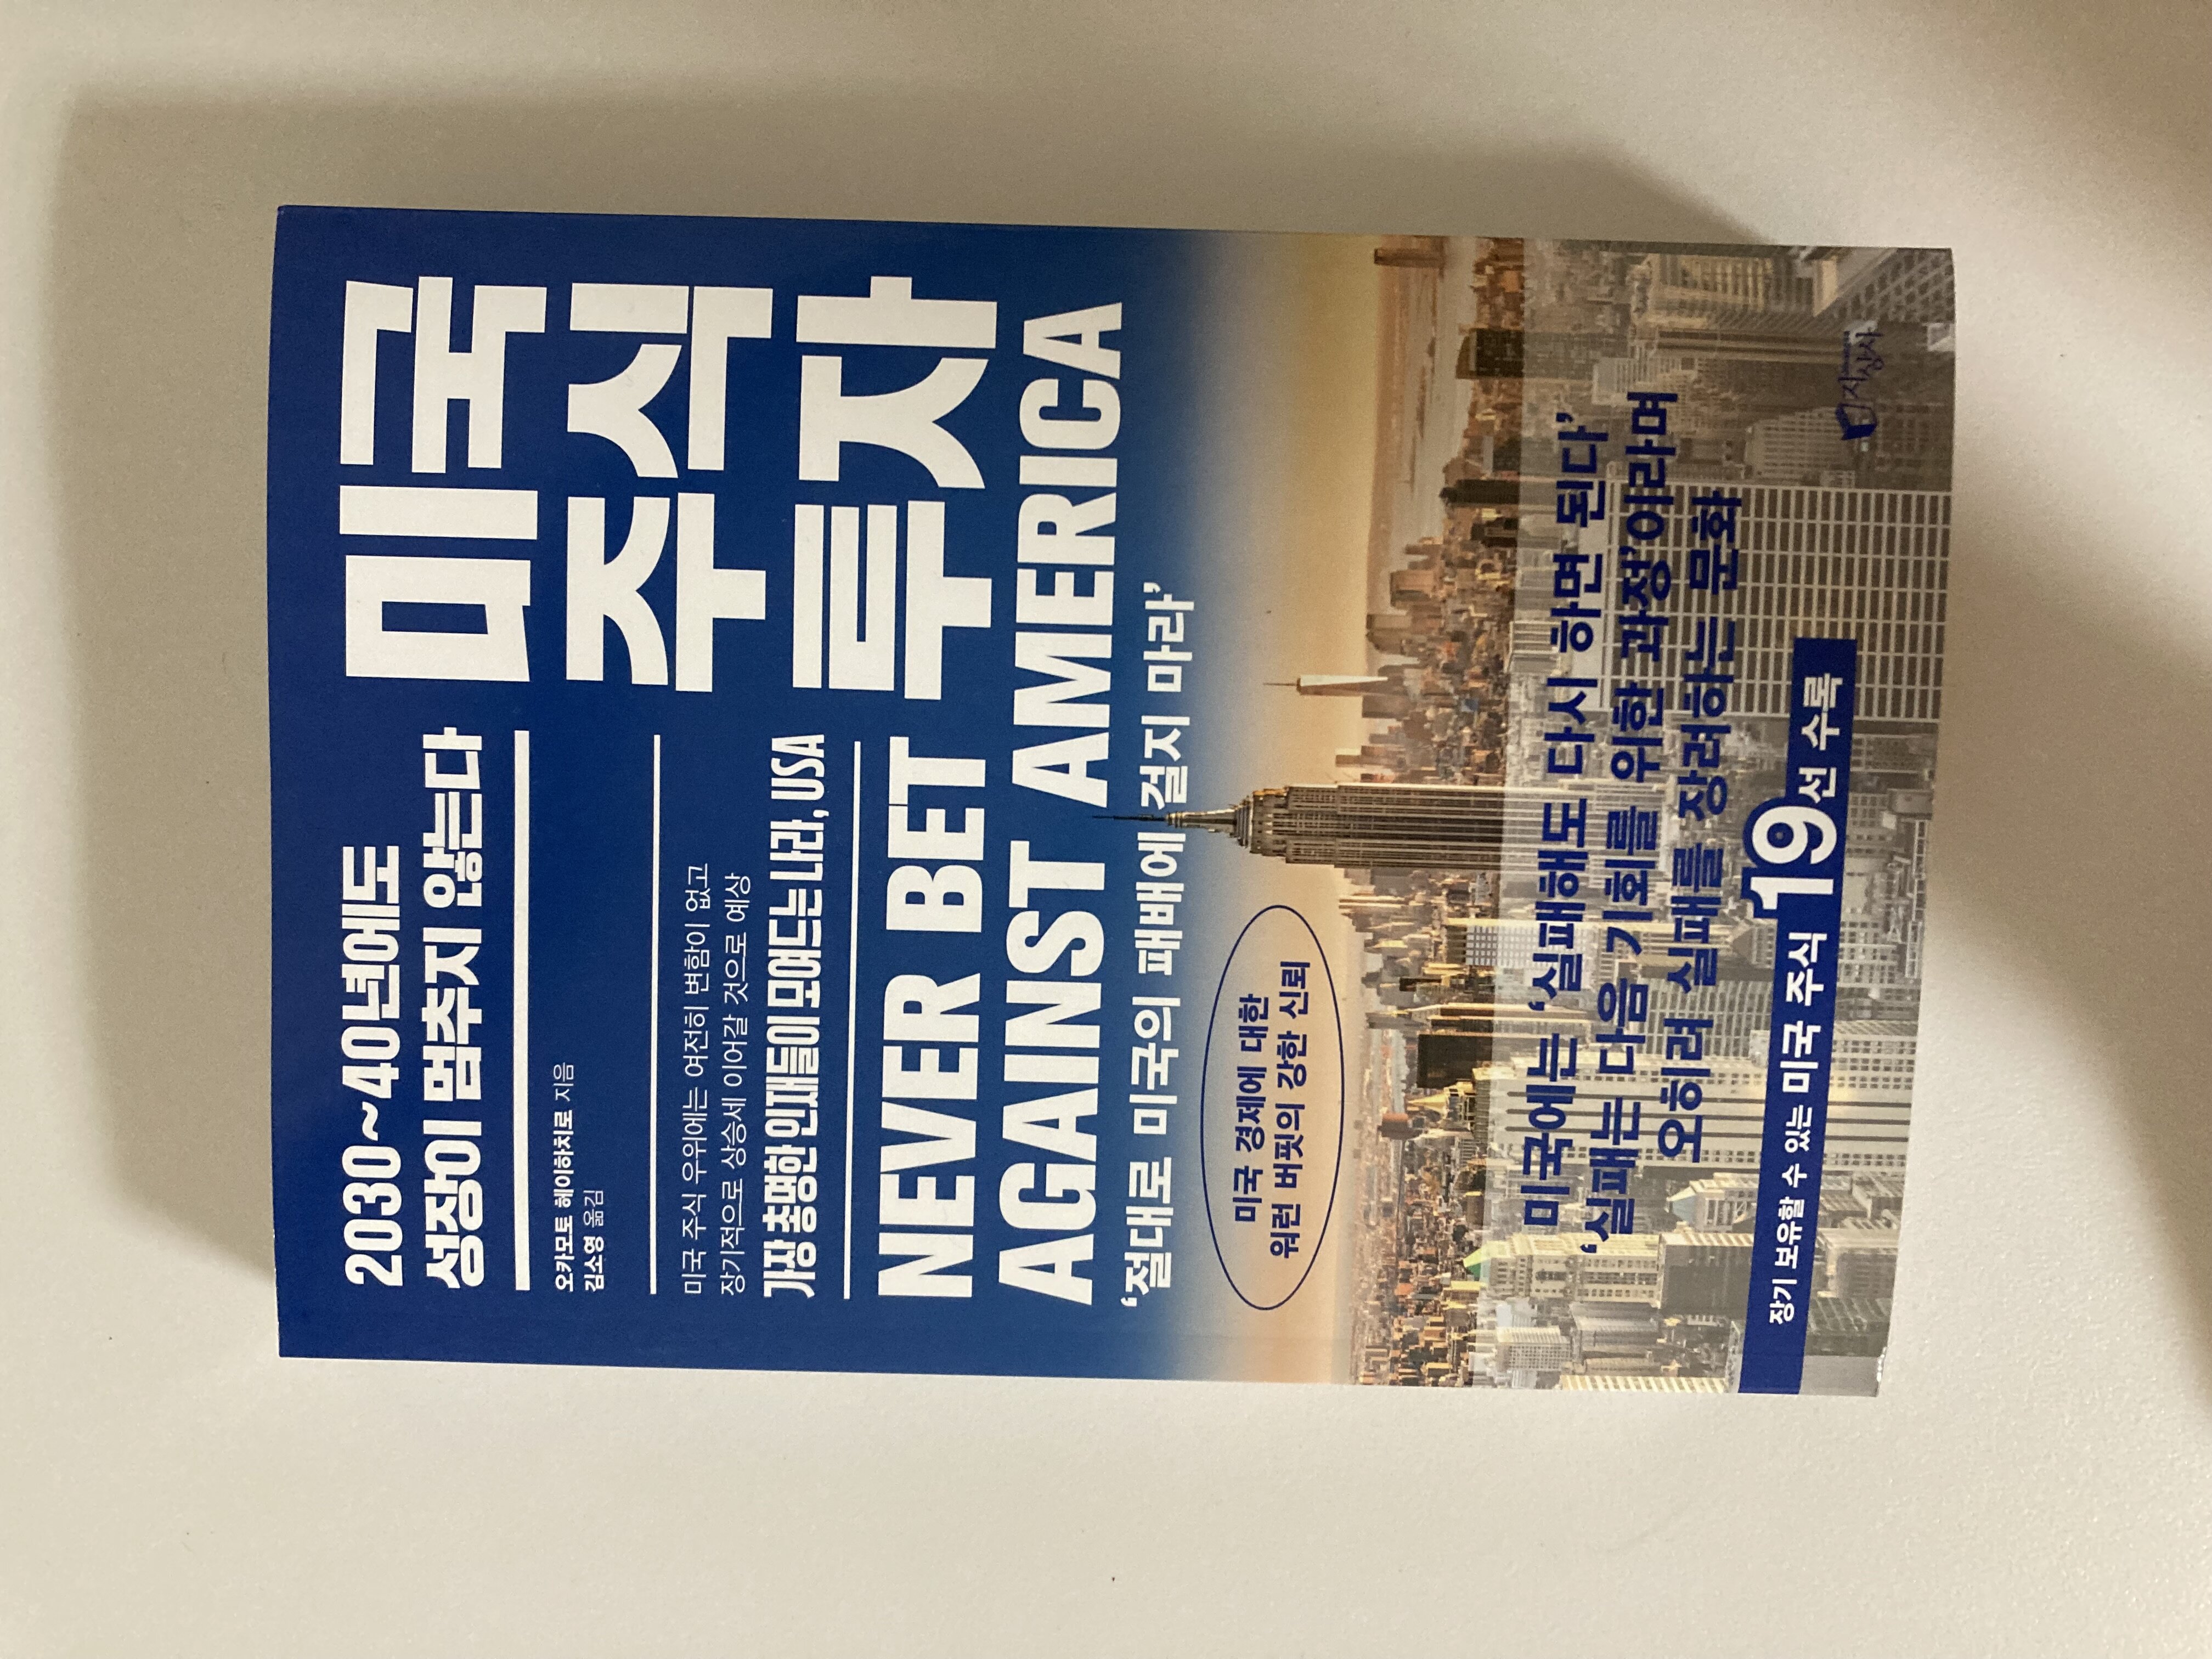 2030~40년에도
성장이 멈추지 않는다
미국
주식
투자
오카모토 헤이하치로 지음
김소영 옮김
미국 주식 우위에는 여전히 변함이 없고
장기적으로 상승세 이어갈 것으로 예상
가장 총명한 인재들이 모여드는 나라, USA
NEVER BET
AGAINST AMERICA
‘절대로 미국의 패배에 걸지 마라’
미국 경제에 대한
워런 버핏의 강한 신뢰
미국에는 ‘실패해도 다시 하면 된다’
‘실패는 다음 기회를 위한 과정’이라며
오히려 실패를 장려하는 문화
장기 보유할 수 있는 미국 주식 19선 수록
지상사